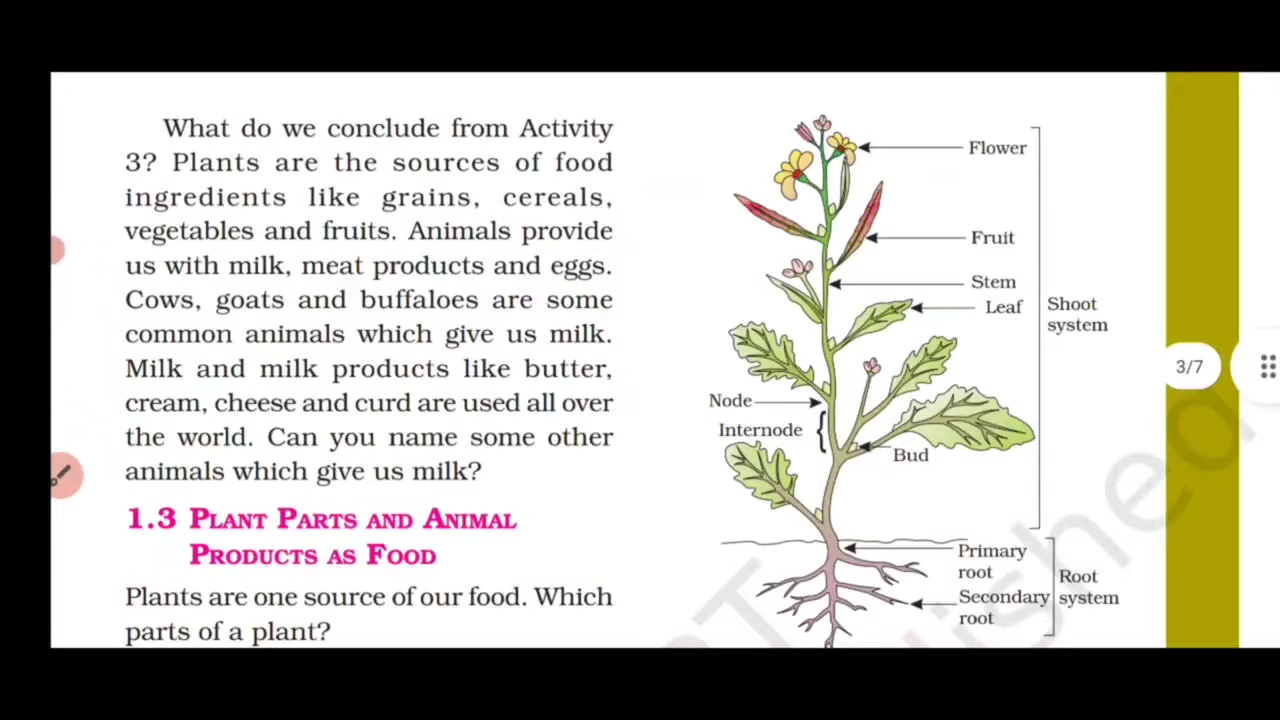 What do we conclude from Activity
3? Plants are the sources of food
ingredients like grains, cereals,
vegetables and fruits. Animals provide
us with milk, meat products and eggs.
Cows, goats and buffaloes are some
common animals which give us milk.
Milk and milk products like butter,
cream, cheese and curd are used all over
the world. Can you name some other
animals which give us milk?
1.3 PLANT PARTS AND ANIMAL
PRODUCTS AS FOOD
Plants are one source of our food. Which
parts of a plant?
Flower
Fruit
Stem
Leaf
Shoot
system
Node
Internode
Bud
Primary
root
Secondary
root
Root
system
3/7